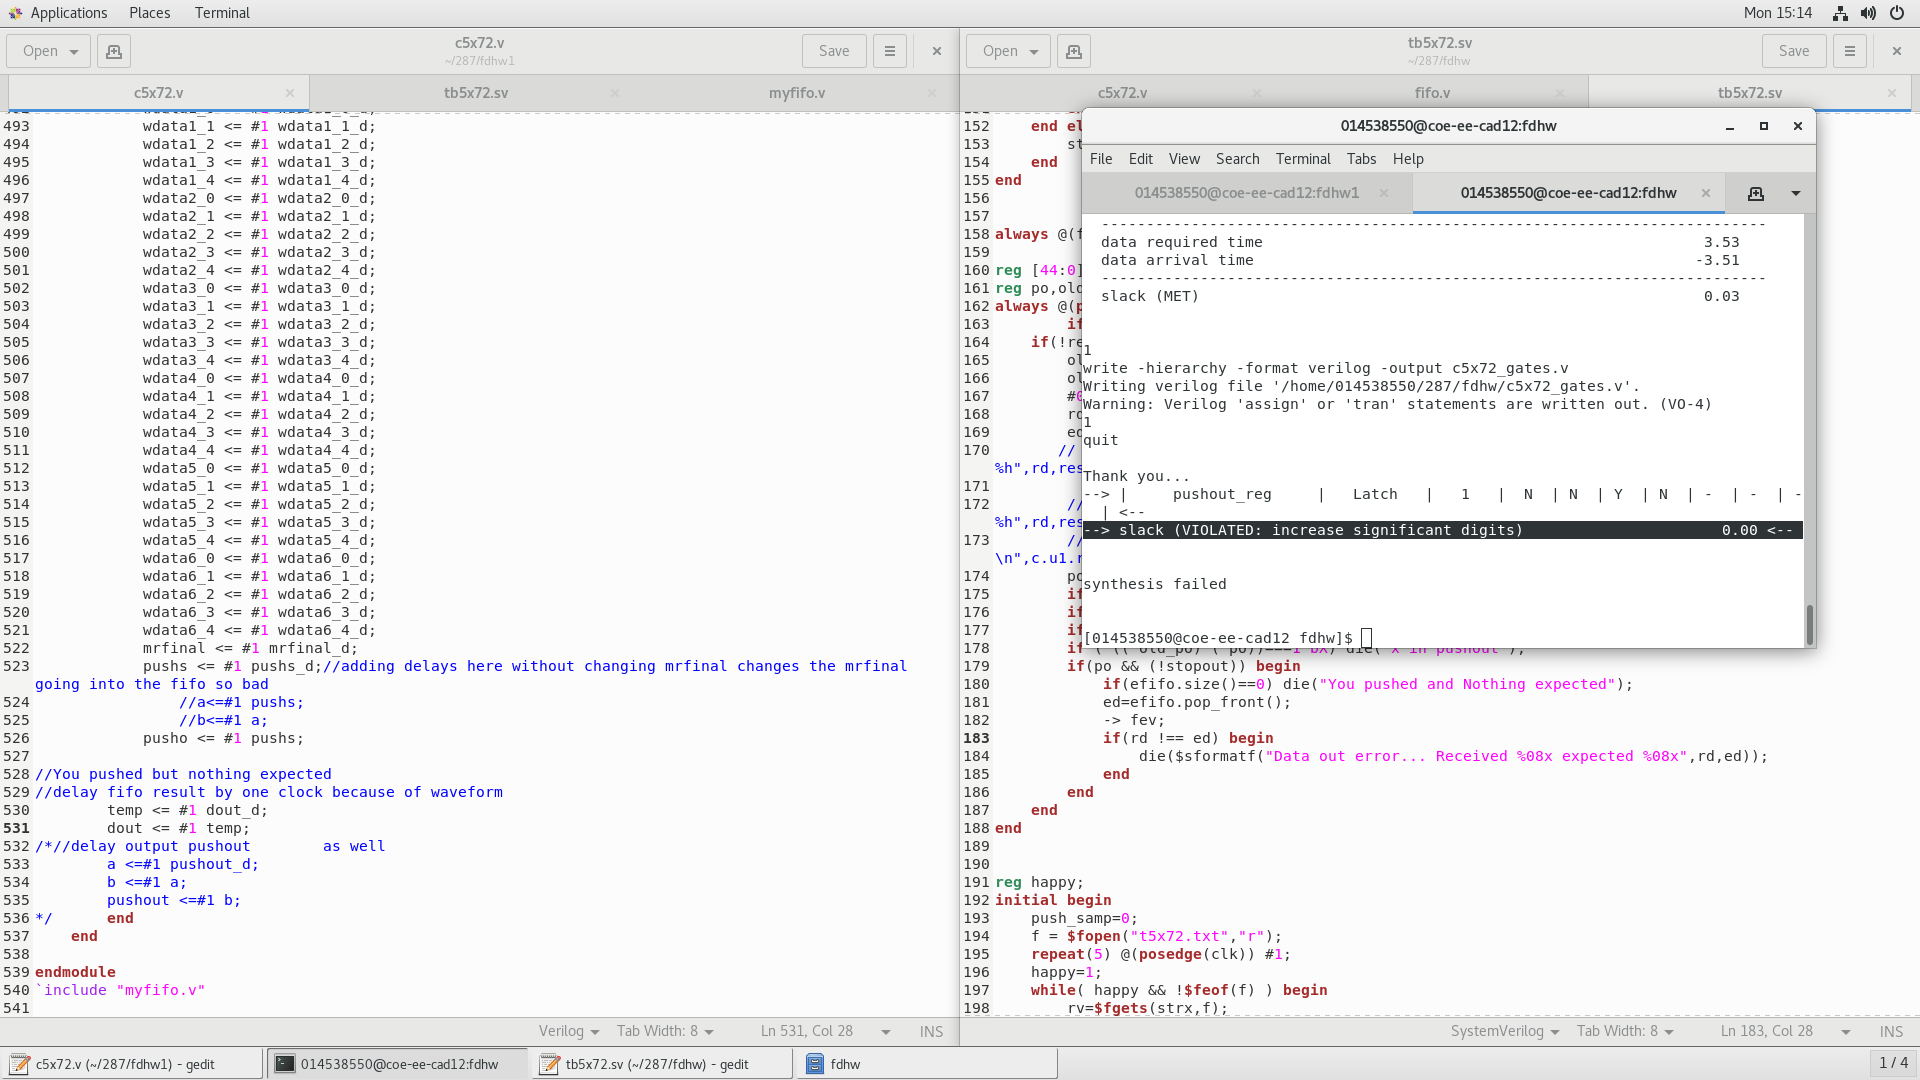 Applications Places Terminal Mon 15:14
Open c5x72.v Save
~/287/fdhw1
c5x72.v tb5x72.sv myfifo.v
493 wdata1_1 <= #1 wdata1_1_d;
494 wdata1_2 <= #1 wdata1_2_d;
495 wdata1_3 <= #1 wdata1_3_d;
496 wdata1_4 <= #1 wdata1_4_d;
497 wdata2_0 <= #1 wdata2_0_d;
498 wdata2_1 <= #1 wdata2_1_d;
499 wdata2_2 <= #1 wdata2_2_d;
500 wdata2_3 <= #1 wdata2_3_d;
501 wdata2_4 <= #1 wdata2_4_d;
502 wdata3_0 <= #1 wdata3_0_d;
503 wdata3_1 <= #1 wdata3_1_d;
504 wdata3_2 <= #1 wdata3_2_d;
505 wdata3_3 <= #1 wdata3_3_d;
506 wdata3_4 <= #1 wdata3_4_d;
507 wdata4_0 <= #1 wdata4_0_d;
508 wdata4_1 <= #1 wdata4_1_d;
509 wdata4_2 <= #1 wdata4_2_d;
510 wdata4_3 <= #1 wdata4_3_d;
511 wdata4_4 <= #1 wdata4_4_d;
512 wdata5_0 <= #1 wdata5_0_d;
513 wdata5_1 <= #1 wdata5_1_d;
514 wdata5_2 <= #1 wdata5_2_d;
515 wdata5_3 <= #1 wdata5_3_d;
516 wdata5_4 <= #1 wdata5_4_d;
517 wdata6_0 <= #1 wdata6_0_d;
518 wdata6_1 <= #1 wdata6_1_d;
519 wdata6_2 <= #1 wdata6_2_d;
520 wdata6_3 <= #1 wdata6_3_d;
521 wdata6_4 <= #1 wdata6_4_d;
522 mrfinal <= #1 mrfinal_d;
523 pushs <= #1 pushs_d;//adding delays here without changing mrfinal changes the mrfinal
going into the fifo so bad
524 //a<=#1 pushs;
525 //b<=#1 a;
526 pusho <= #1 pushs;
527
528 //You pushed but nothing expected
529 //delay fifo result by one clock because of waveform
530 temp <= #1 dout_d;
531 dout <= #1 temp;
532 /*//delay output pushout as well
533 a <=#1 pushout_d;
534 b <=#1 a;
535 pushout <=#1 b;
536 */ end
537 end
538
539 endmodule
540 `include "myfifo.v"
541
Verilog Tab Width: 8 Ln 531, Col 28 INS
Open tb5x72.sv Save
~/287/fdhw
c5x72.v fifo.v tb5x72.sv
152 end el
153 st
154 end
155 end
156
157
158 always @(f
159
160 reg [44:0]
161 reg po,old
162 always @(p
163 if
164 if(!re
165 ol
166 ol
167 #0
168 rd
169 ed
170 //
%h",rd,res
171
172 //
%h",rd,res
173 //
\n",c.u1.r
174 po
175 if
176 if
177 if
178
179 if(po && (!stopout)) begin
180 if(efifo.size()==0) die("You pushed and Nothing expected");
181 ed=efifo.pop_front();
182 -> fev;
183 if(rd !== ed) begin
184 die($sformatf("Data out error... Received %08x expected %08x",rd,ed));
185 end
186 end
187 end
188 end
189
190
191 reg happy;
192 initial begin
193 push_samp=0;
194 f = $fopen("t5x72.txt","r");
195 repeat(5) @(posedge(clk)) #1;
196 happy=1;
197 while( happy && !$feof(f) ) begin
198 rv=$fgets(strx,f);
SystemVerilog Tab Width: 8 Ln 183, Col 28 INS
014538550@coe-ee-cad12:fdhw
File Edit View Search Terminal Tabs Help
014538550@coe-ee-cad12:fdhw1 014538550@coe-ee-cad12:fdhw
--------------------------------------------------------------------------
data required time 3.53
data arrival time -3.51
--------------------------------------------------------------------------
slack (MET) 0.03
1
write -hierarchy -format verilog -output c5x72_gates.v
Writing verilog file '/home/014538550/287/fdhw/c5x72_gates.v'.
Warning: Verilog 'assign' or 'tran' statements are written out. (VO-4)
1
quit
Thank you...
--> | pushout_reg | Latch | 1 | N | N | Y | N | - | - | -
| <--
--> slack (VIOLATED: increase significant digits) 0.00 <--
synthesis failed
[014538550@coe-ee-cad12 fdhw]$
c5x72.v (~/287/fdhw1) - gedit 014538550@coe-ee-cad12:fdhw tb5x72.sv (~/287/fdhw) - gedit fdhw 1 / 4